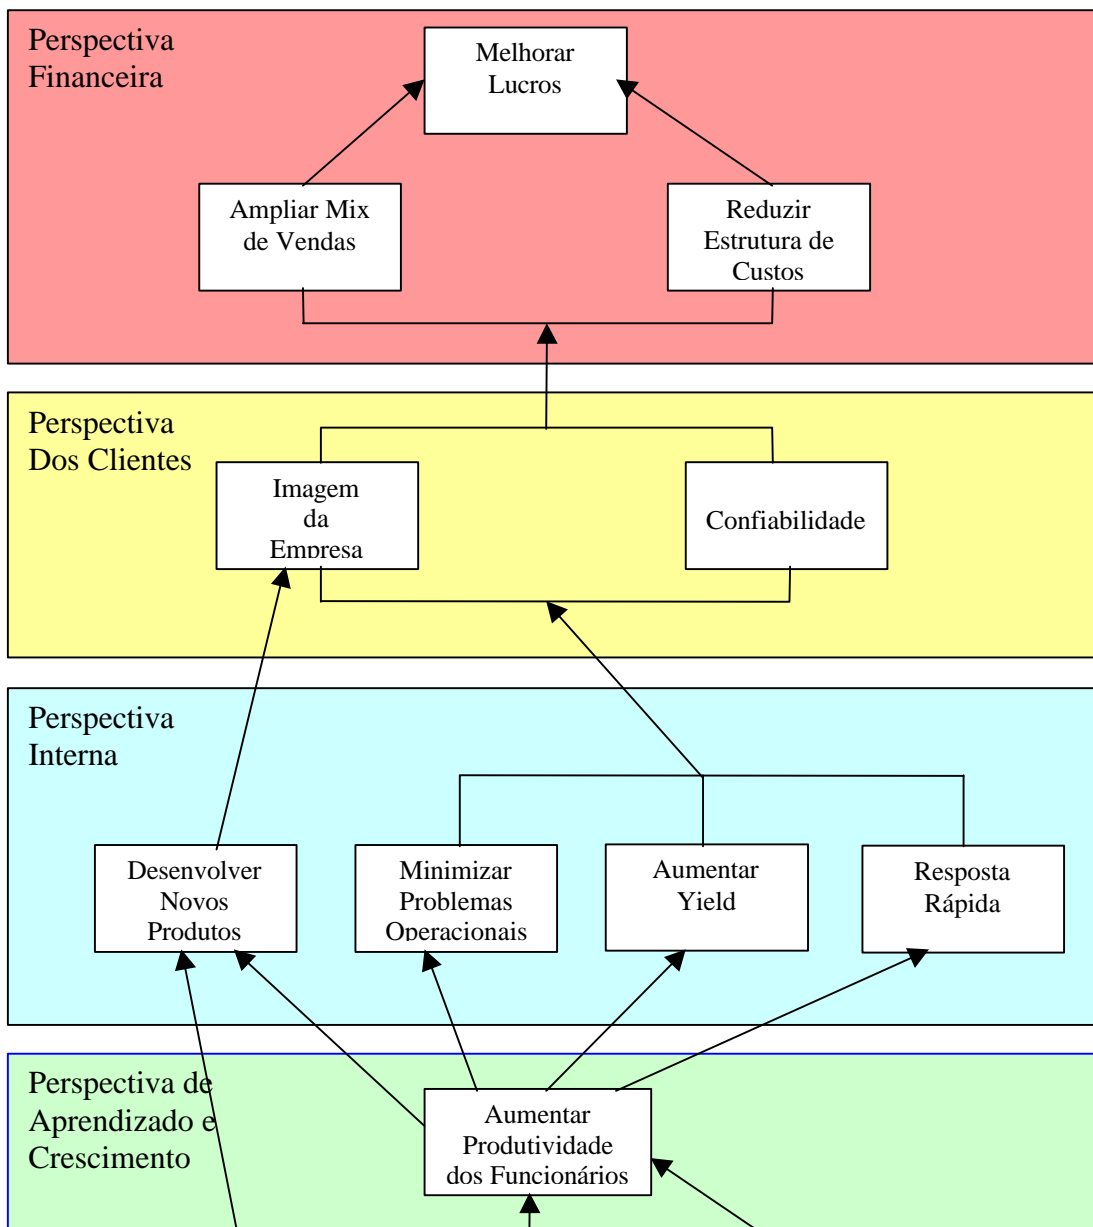 Perspectiva
Financeira
Melhorar
Lucros
Ampliar Mix
de Vendas
Reduzir
Estrutura de
Custos
Perspectiva
Dos Clientes
Imagem
da
Empresa
Confiabilidade
Perspectiva
Interna
Desenvolver
Novos
Produtos
Minimizar
Problemas
Operacionais
Aumentar
Yield
Resposta
Rápida
Perspectiva de
Aprendizado e
Crescimento
Aumentar
Produtividade
dos Funcionários